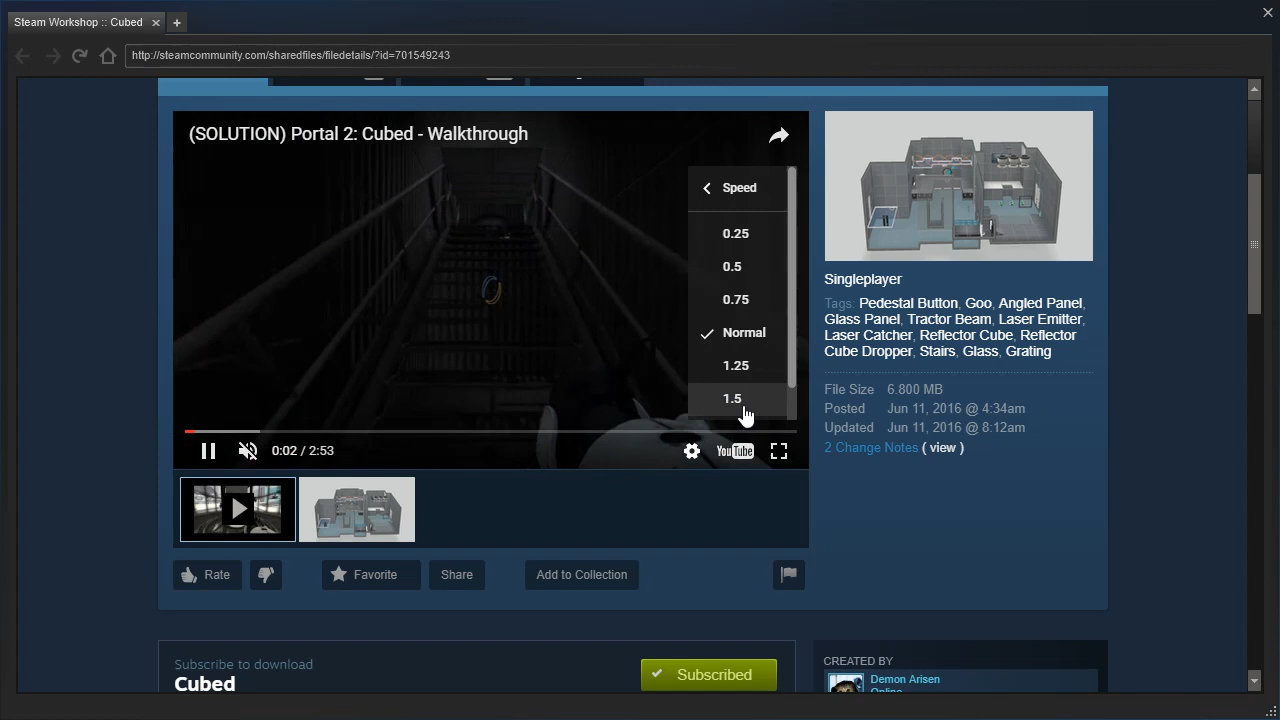 Steam Workshop :: Cubed
http://steamcommunity.com/sharedfiles/filedetails/?id=701549243
(SOLUTION) Portal 2: Cubed - Walkthrough
Speed
0.25
0.5
0.75
Normal
1.25
1.5
0:02 / 2:53
YouTube
Singleplayer
Tags: Pedestal Button, Goo, Angled Panel,
Glass Panel, Tractor Beam, Laser Emitter,
Laser Catcher, Reflector Cube, Reflector
Cube Dropper, Stairs, Glass, Grating
File Size 6.800 MB
Posted Jun 11, 2016 @ 4:34am
Updated Jun 11, 2016 @ 8:12am
2 Change Notes ( view )
Rate
Favorite
Share
Add to Collection
Subscribe to download
Cubed
Subscribed
CREATED BY
Demon Arisen
Online